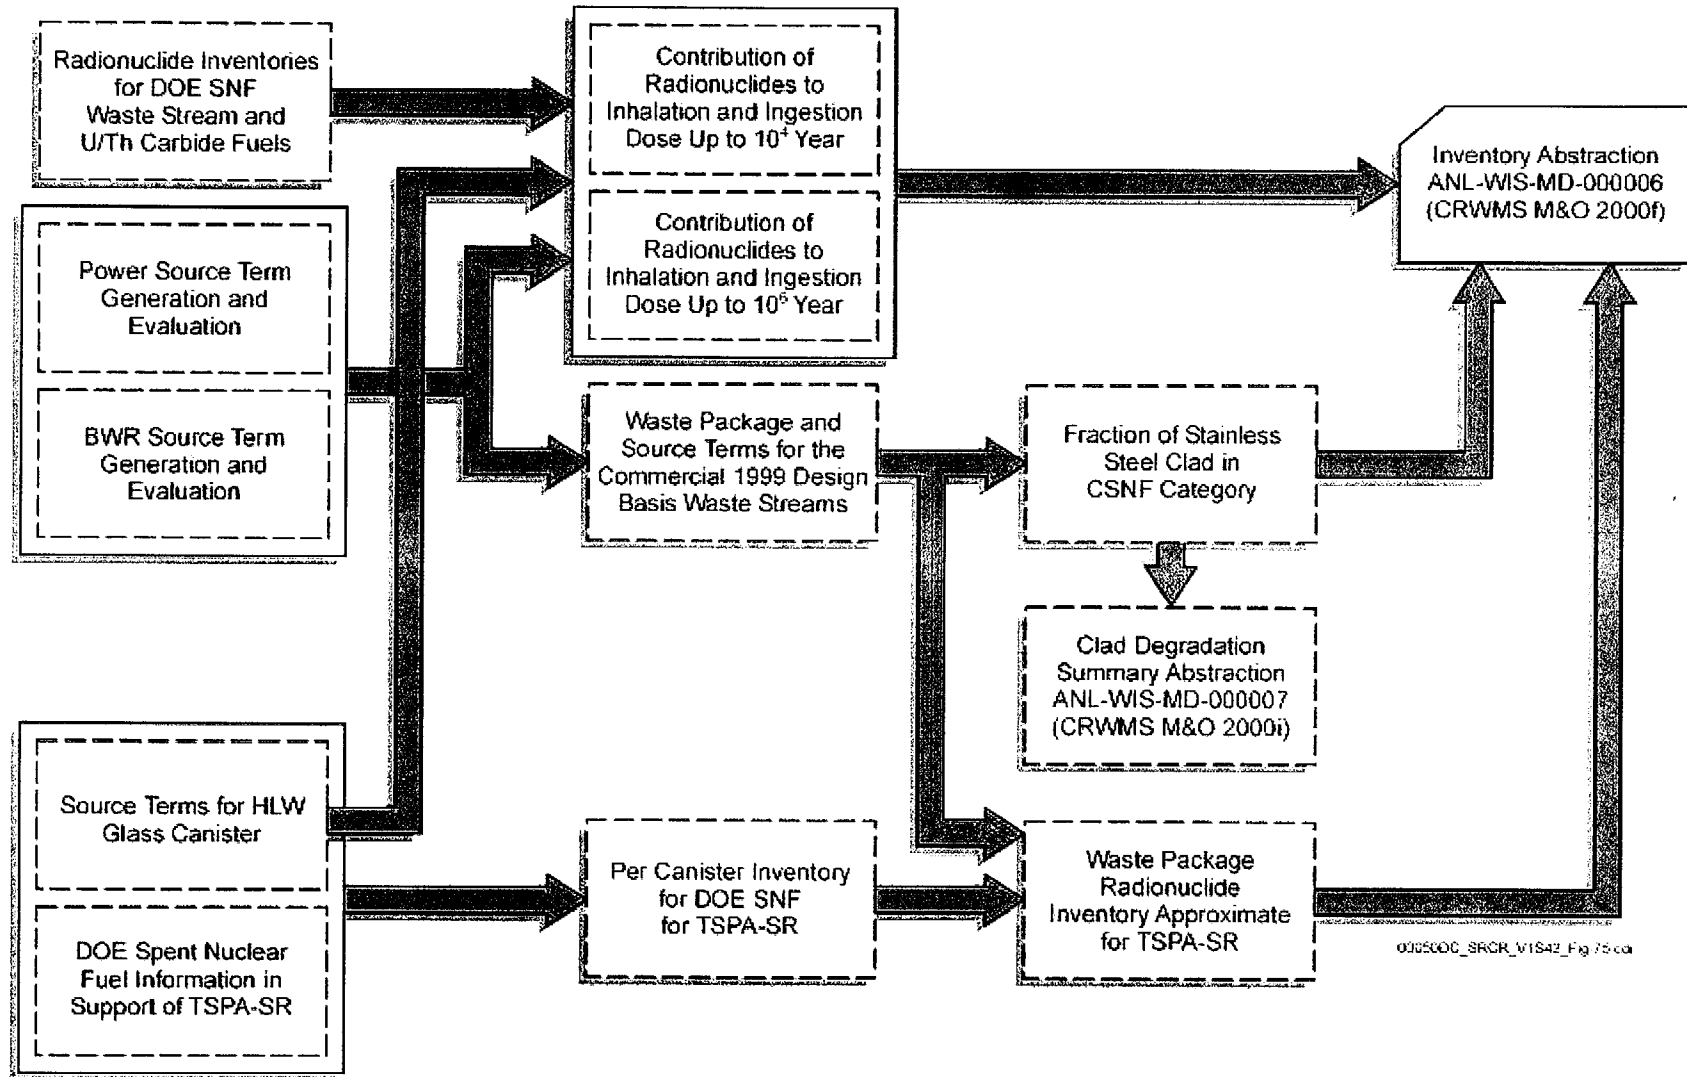 Radionuclide Inventories
for DOE SNF
Waste Stream and
U/Th Carbide Fuels
Contribution of
Radionuclides to
Inhalation and Ingestion
Dose Up to 10⁴ Year
Inventory Abstraction
ANL-WIS-MD-000006
(CRWMS M&O 2000f)
Power Source Term
Generation and
Evaluation
Contribution of
Radionuclides to
Inhalation and Ingestion
Dose Up to 10⁶ Year
BWR Source Term
Generation and
Evaluation
Waste Package and
Source Terms for the
Commercial 1999 Design
Basis Waste Streams
Fraction of Stainless
Steel Clad in
CSNF Category
Clad Degradation
Summary Abstraction
ANL-WIS-MD-000007
(CRWMS M&O 2000i)
Source Terms for HLW
Glass Canister
Per Canister Inventory
for DOE SNF
for TSPA-SR
Waste Package
Radionuclide
Inventory Approximate
for TSPA-SR
DOE Spent Nuclear
Fuel Information in
Support of TSPA-SR